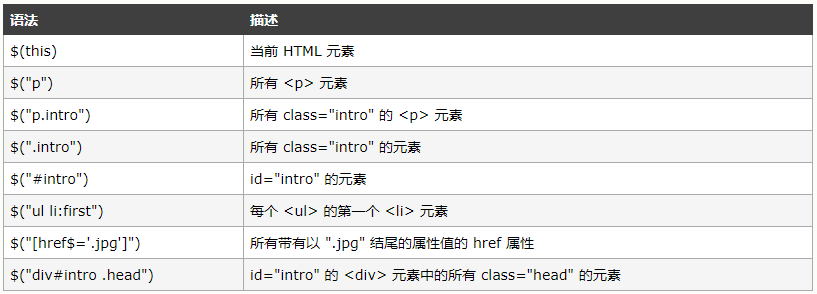 语法 描述
$(this) 当前 HTML 元素
$("p") 所有 <p> 元素
$("p.intro") 所有 class="intro" 的 <p> 元素
$(".intro") 所有 class="intro" 的元素
$("#intro") id="intro" 的元素
$("ul li:first") 每个 <ul> 的第一个 <li> 元素
$("[href$='.jpg']") 所有带有以 ".jpg" 结尾的属性值的 href 属性
$("div#intro .head") id="intro" 的 <div> 元素中的所有 class="head" 的元素